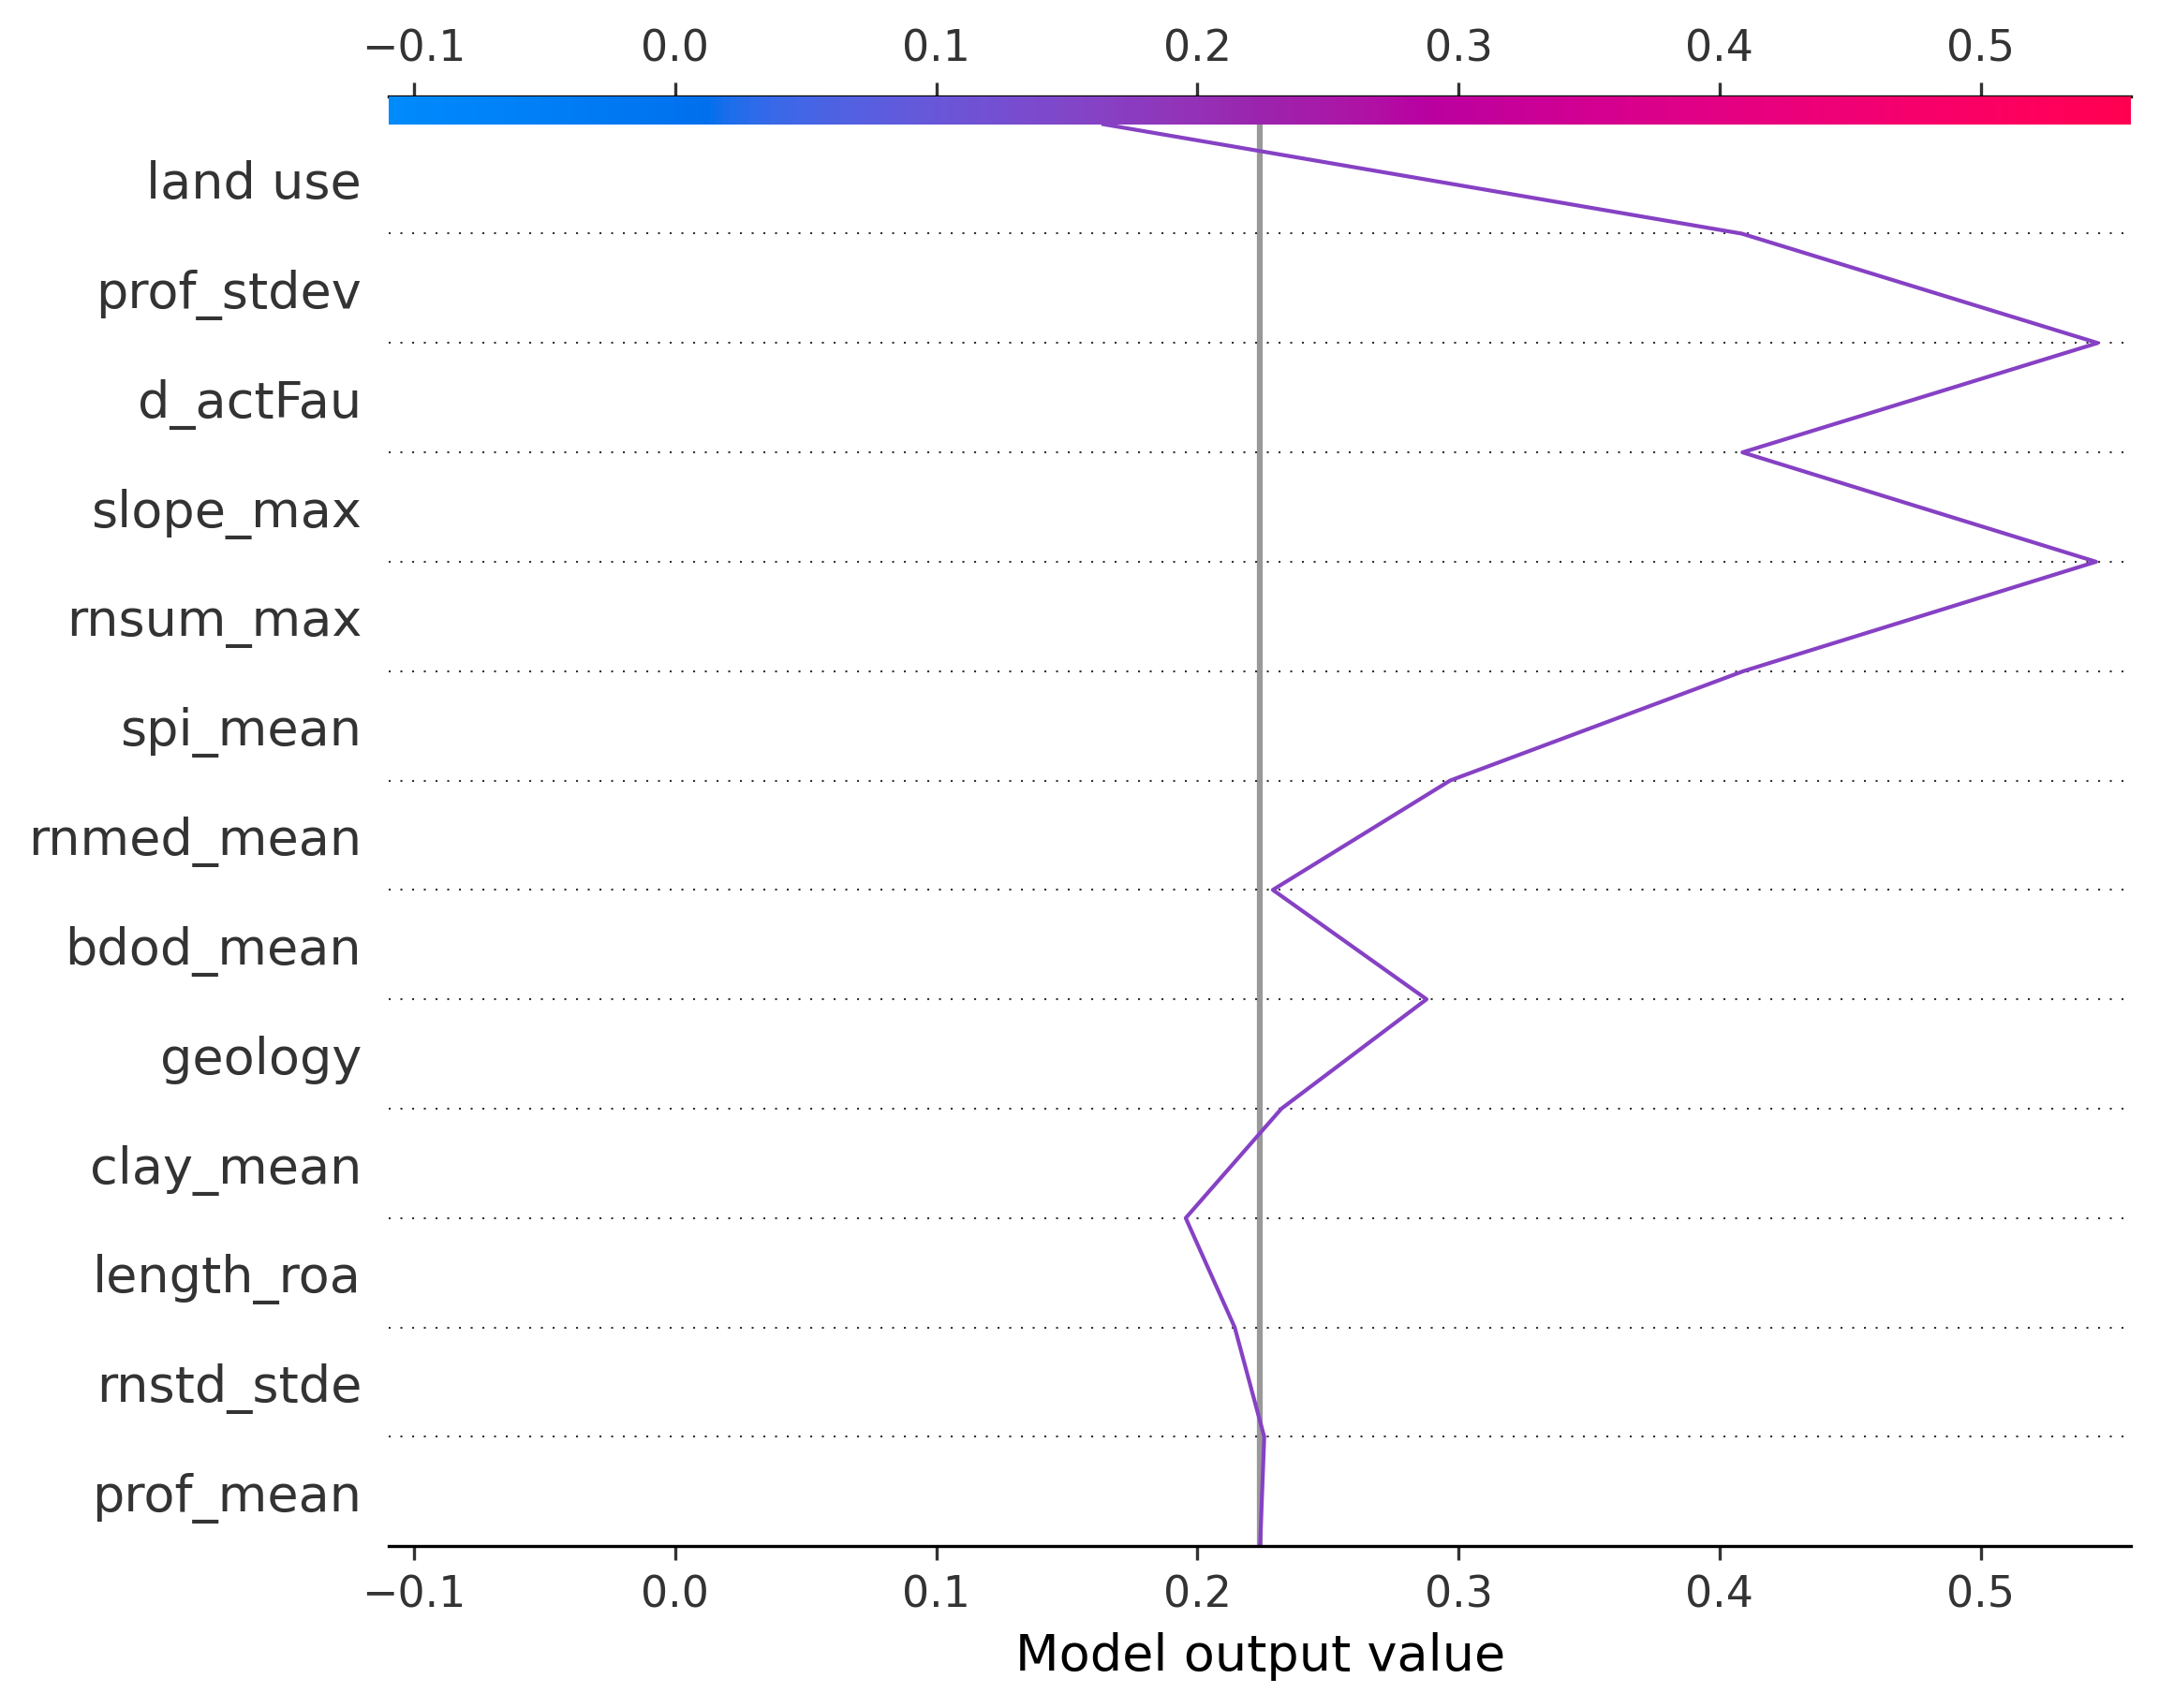 −0.1 0.0 0.1 0.2 0.3 0.4 0.5
land use
prof_stdev
d_actFau
slope_max
rnsum_max
spi_mean
rnmed_mean
bdod_mean
geology
clay_mean
length_roa
rnstd_stde
prof_mean
−0.1 0.0 0.1 0.2 0.3 0.4 0.5
Model output value